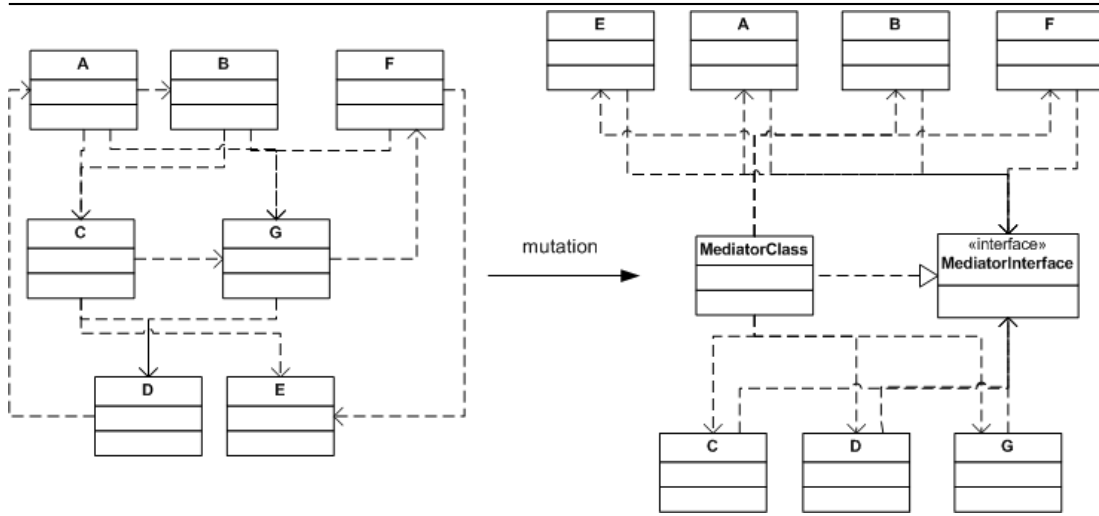 A
B
F
C
G
D
E
mutation
E
A
B
F
MediatorClass
«interface»
MediatorInterface
C
D
G